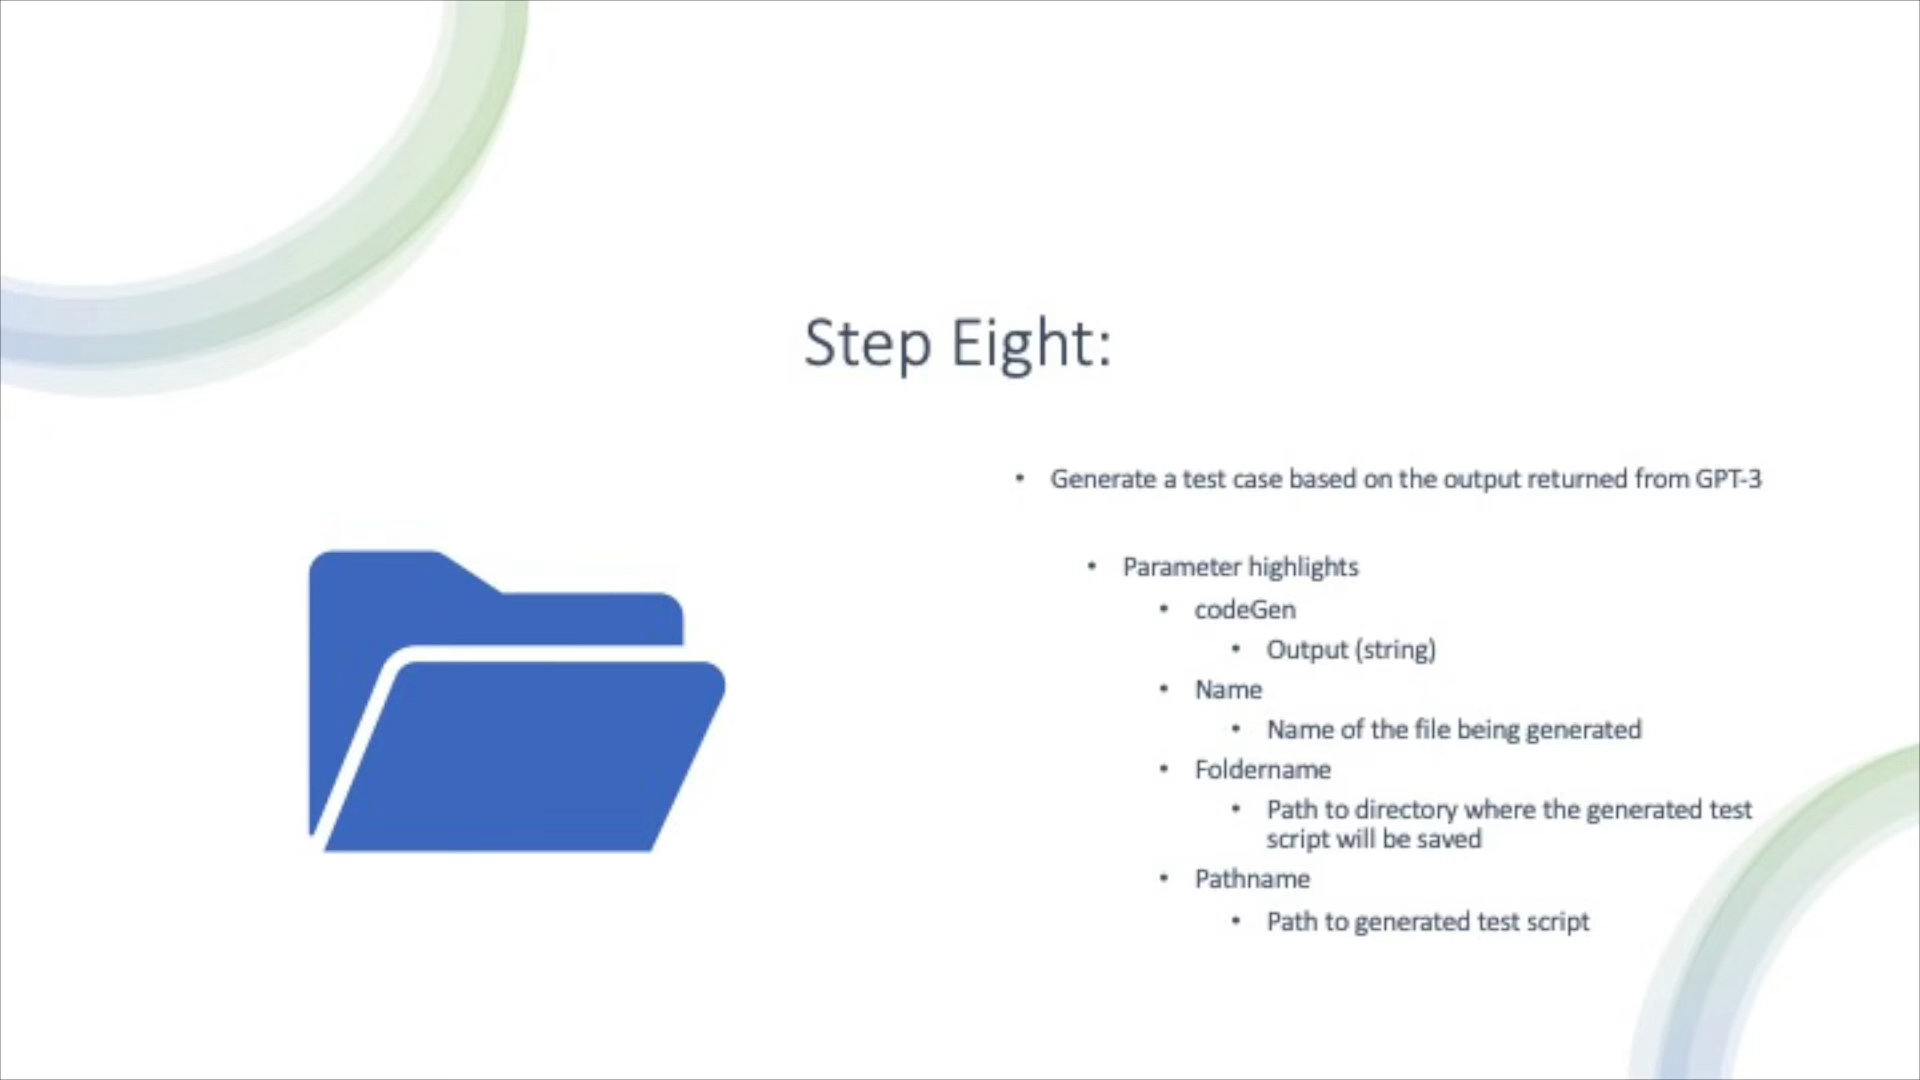 Step Eight:
• Generate a test case based on the output returned from GPT-3
• Parameter highlights
• codeGen
• Output (string)
• Name
• Name of the file being generated
• Foldername
• Path to directory where the generated test
script will be saved
• Pathname
• Path to generated test script